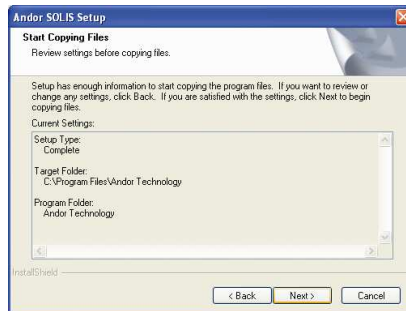 Andor SOLIS Setup
Start Copying Files
Review settings before copying files.
Setup has enough information to start copying the program files. If you want to review or
change any settings, click Back. If you are satisfied with the settings, click Next to begin
copying files.
Current Settings:
Setup Type:
Complete
Target Folder:
C:\Program Files\Andor Technology
Program Folder:
Andor Technology
InstallShield
< Back Next > Cancel